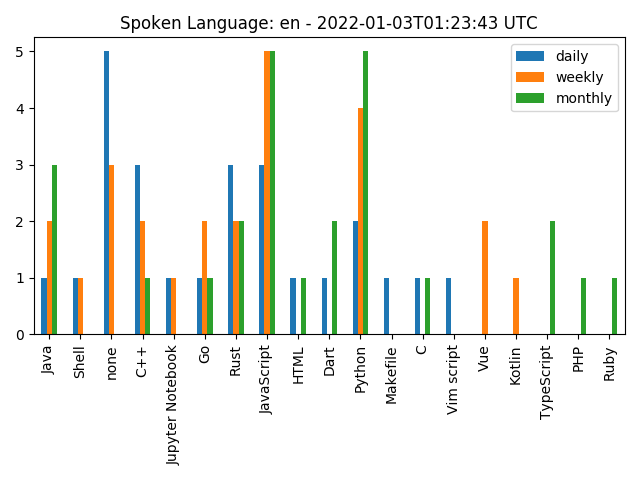 Spoken Language: en - 2022-01-03T01:23:43 UTC
daily
weekly
monthly
5
4
3
2
1
0
Java
Shell
none
C++
Jupyter Notebook
Go
Rust
JavaScript
HTML
Dart
Python
Makefile
C
Vim script
Vue
Kotlin
TypeScript
PHP
Ruby